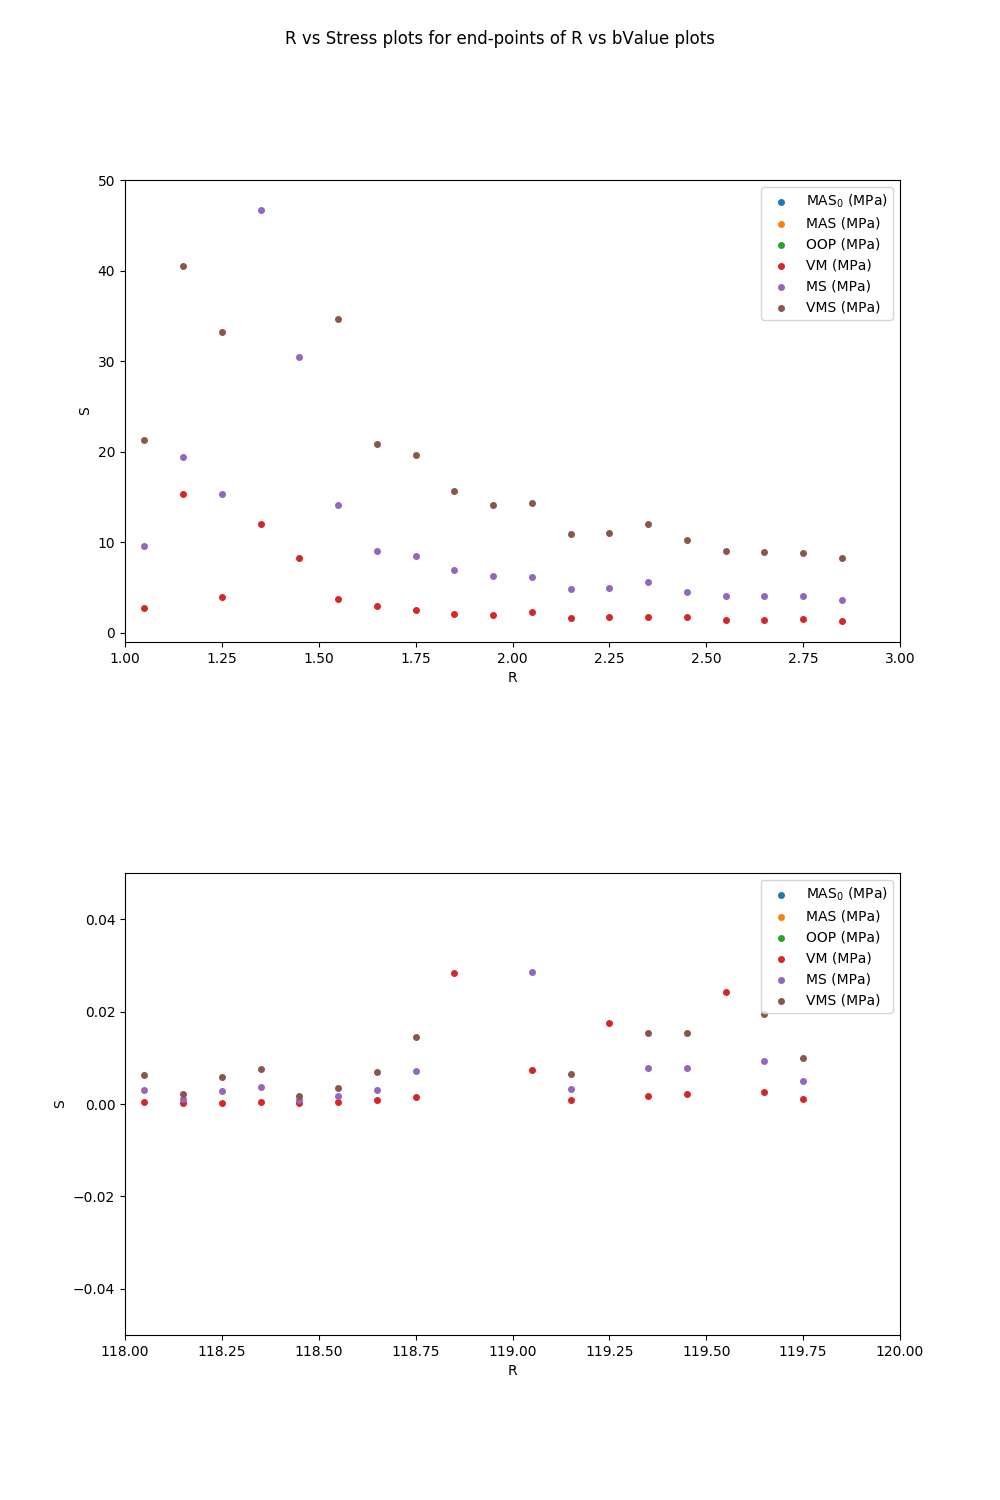 R vs Stress plots for end-points of R vs bValue plots
50
40
30
20
10
0
S
1.00 1.25 1.50 1.75 2.00 2.25 2.50 2.75 3.00
R
MAS₀ (MPa)
MAS (MPa)
OOP (MPa)
VM (MPa)
MS (MPa)
VMS (MPa)
0.04
0.02
0.00
−0.02
−0.04
S
118.00 118.25 118.50 118.75 119.00 119.25 119.50 119.75 120.00
R
MAS₀ (MPa)
MAS (MPa)
OOP (MPa)
VM (MPa)
MS (MPa)
VMS (MPa)